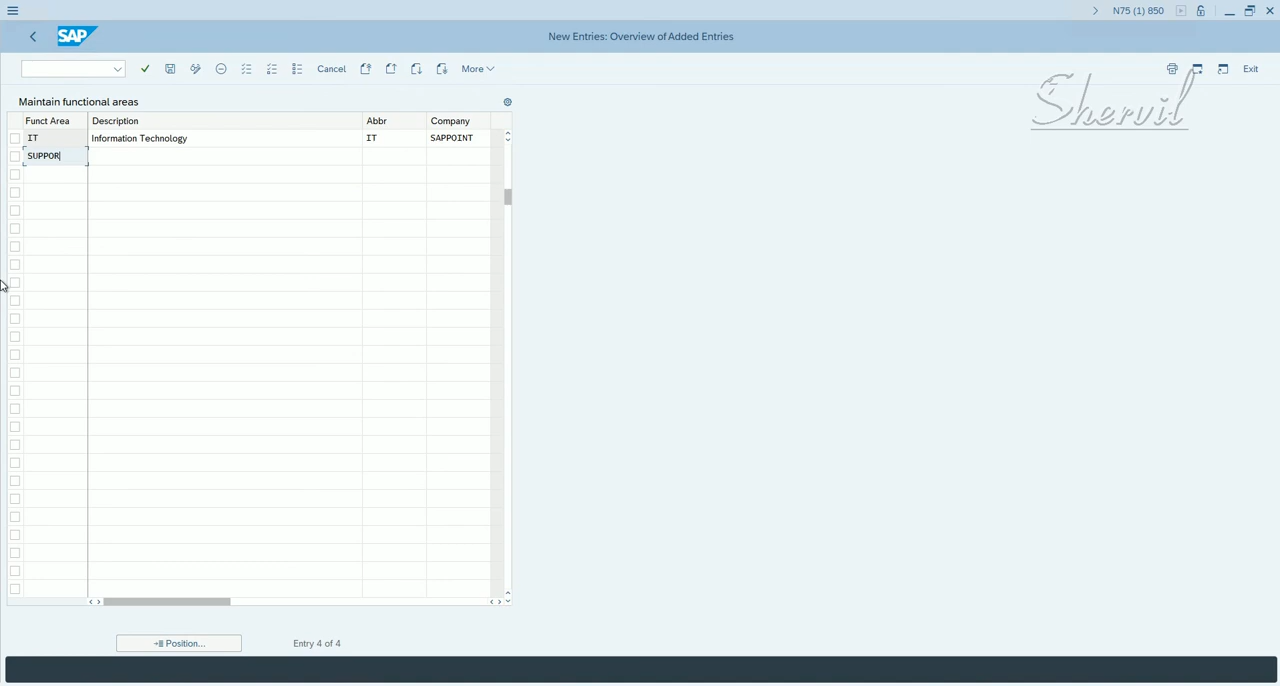 N75 (1) 850
SAP
New Entries: Overview of Added Entries
Cancel
More
Exit
Shervil
Maintain functional areas
Funct Area Description Abbr Company
IT Information Technology IT SAPPOINT
SUPPOR
Position...
Entry 4 of 4